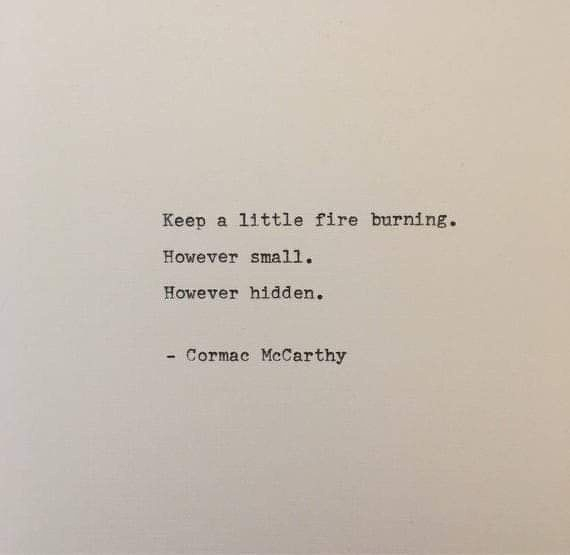 Keep a little fire burning.
However small.
However hidden.
- Cormac McCarthy